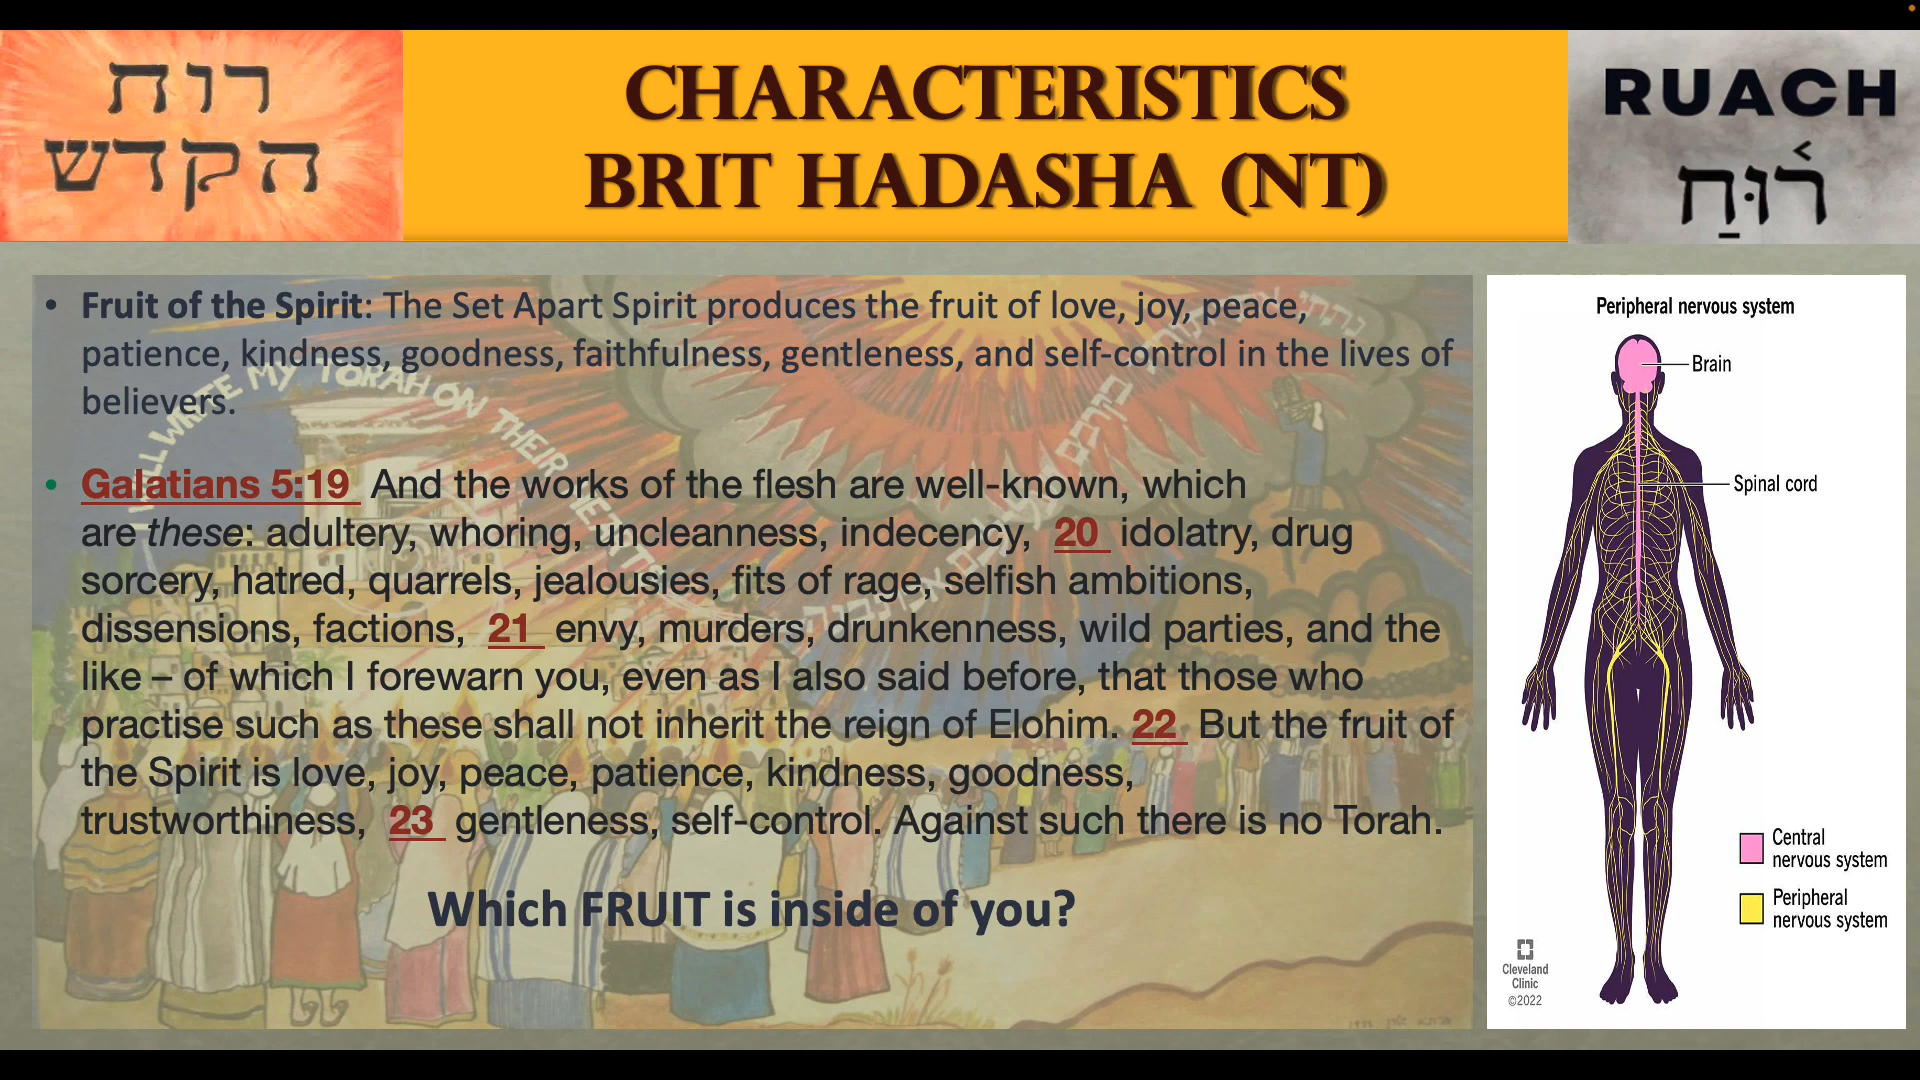 רוח
הקדש
CHARACTERISTICS
BRIT HADASHA (NT)
RUACH
ר֫וּחַ
• Fruit of the Spirit: The Set Apart Spirit produces the fruit of love, joy, peace,
patience, kindness, goodness, faithfulness, gentleness, and self-control in the lives of
believers.
• Galatians 5:19 And the works of the flesh are well-known, which
are these: adultery, whoring, uncleanness, indecency, 20 idolatry, drug
sorcery, hatred, quarrels, jealousies, fits of rage, selfish ambitions,
dissensions, factions, 21 envy, murders, drunkenness, wild parties, and the
like – of which I forewarn you, even as I also said before, that those who
practise such as these shall not inherit the reign of Elohim. 22 But the fruit of
the Spirit is love, joy, peace, patience, kindness, goodness,
trustworthiness, 23 gentleness, self-control. Against such there is no Torah.
Which FRUIT is inside of you?
WILL WRITE MY TORAH ON THEIR HEART
Peripheral nervous system
Brain
Spinal cord
Central
nervous system
Peripheral
nervous system
Cleveland
Clinic
©2022